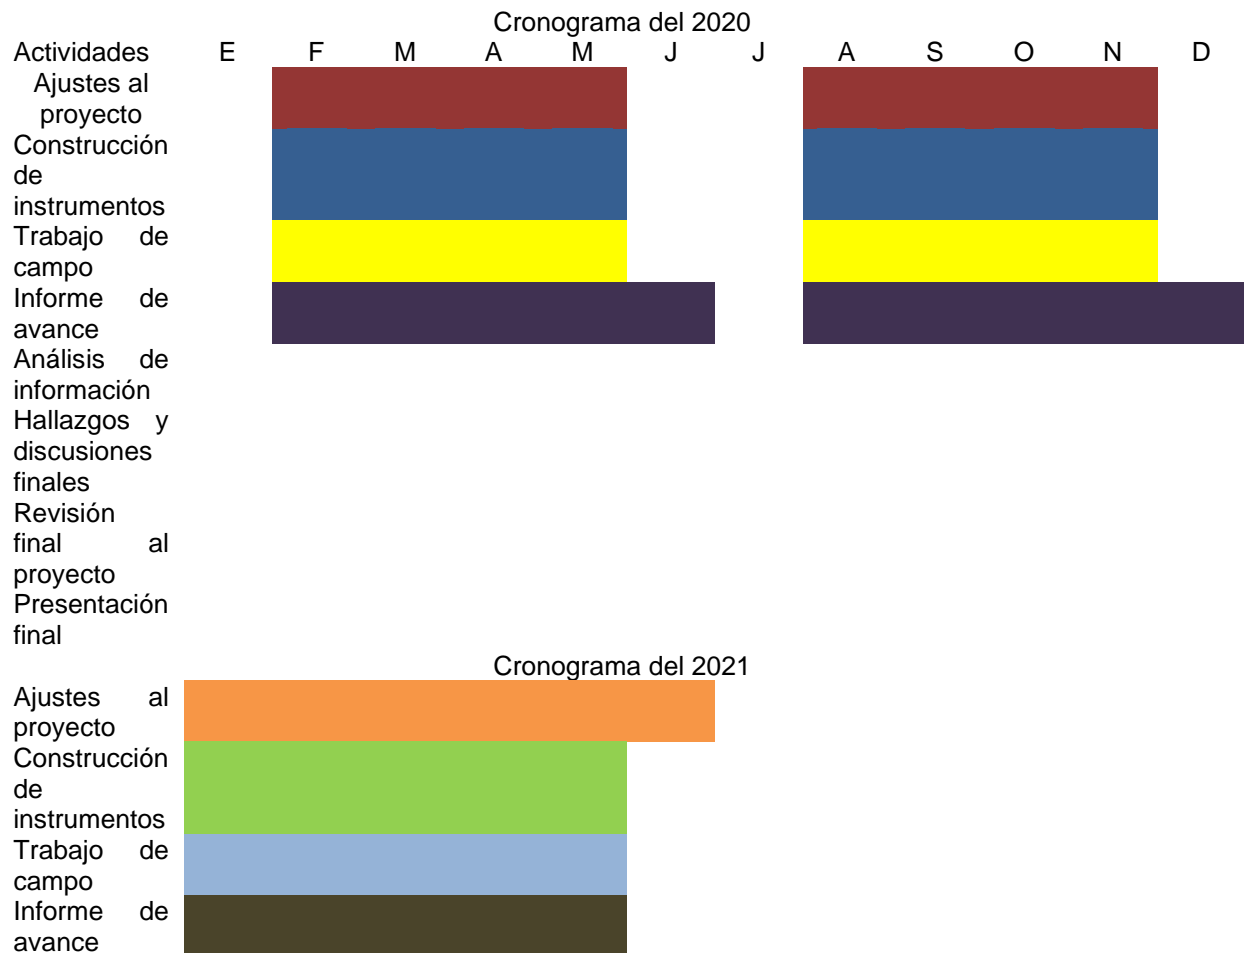 Cronograma del 2020
Actividades E F M A M J J A S O N D
Ajustes al
proyecto
Construcción
de
instrumentos
Trabajo de
campo
Informe de
avance
Análisis de
información
Hallazgos y
discusiones
finales
Revisión
final al
proyecto
Presentación
final
Cronograma del 2021
Ajustes al
proyecto
Construcción
de
instrumentos
Trabajo de
campo
Informe de
avance